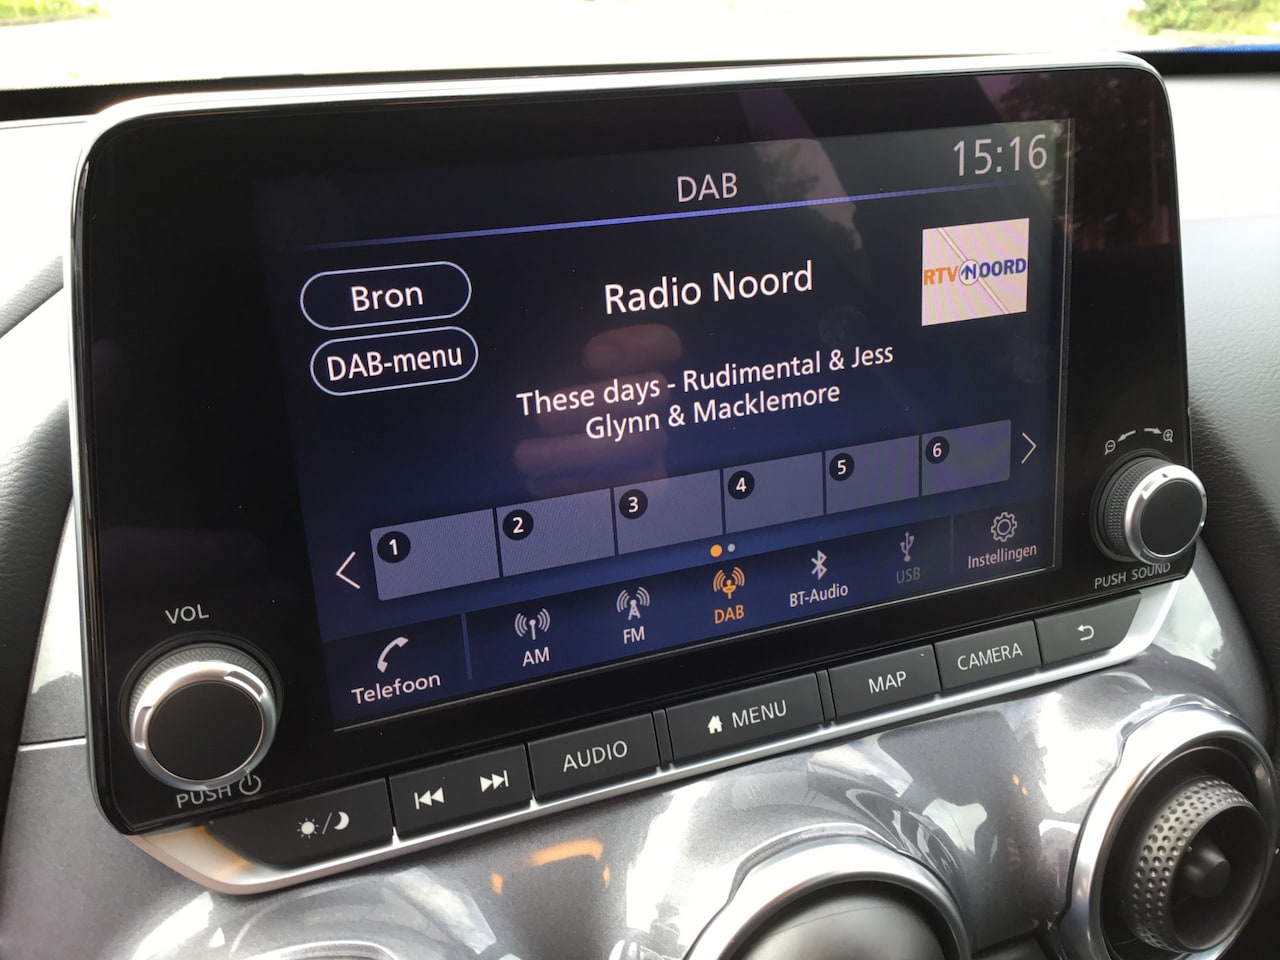 15:16
DAB
Bron
Radio Noord
RTV NOORD
DAB-menu
These days - Rudimental & Jess
Glynn & Macklemore
1 2 3 4 5 6
Telefoon
AM
FM
DAB
BT-Audio
USB
Instellingen
VOL
PUSH
PUSH SOUND
AUDIO
MENU
MAP
CAMERA